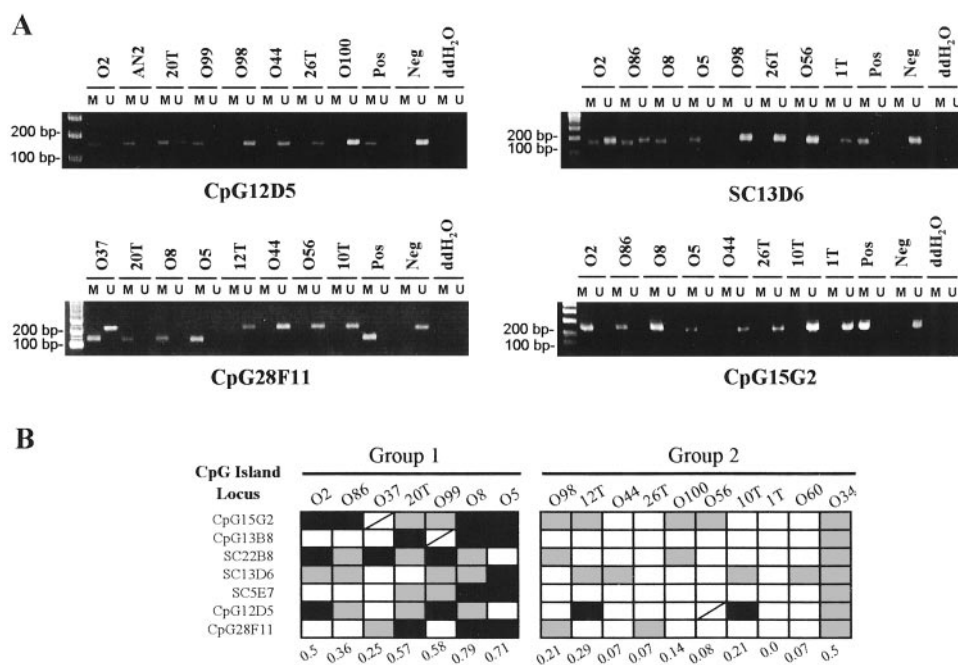 A
O2 AN2 20T O99 O98 O44 26T O100 Pos Neg ddH₂O
M U M U M U M U M U M U M U M U M U M U M U
200 bp-
100 bp-
CpG12D5
O2 O86 O8 O5 O98 26T O56 1T Pos Neg ddH₂O
M U M U M U M U M U M U M U M U M U M U M U
200 bp-
100 bp-
SC13D6
O37 20T O8 O5 12T O44 O56 10T Pos Neg ddH₂O
M U M U M U M U M U M U M U M U M U M U M U
200 bp-
100 bp-
CpG28F11
O2 O86 O8 O5 O44 26T 10T 1T Pos Neg ddH₂O
M U M U M U M U M U M U M U M U M U M U M U
200 bp-
100 bp-
CpG15G2
B
CpG Island
Locus
Group 1
Group 2
O2 O86 O37 20T O99 O8 O5
O98 12T O44 26T O100 O56 10T 1T O60 O34
CpG15G2
CpG13B8
SC22B8
SC13D6
SC5E7
CpG12D5
CpG28F11
0.5 0.36 0.25 0.57 0.58 0.79 0.71
0.21 0.29 0.07 0.07 0.14 0.08 0.21 0.0 0.07 0.5